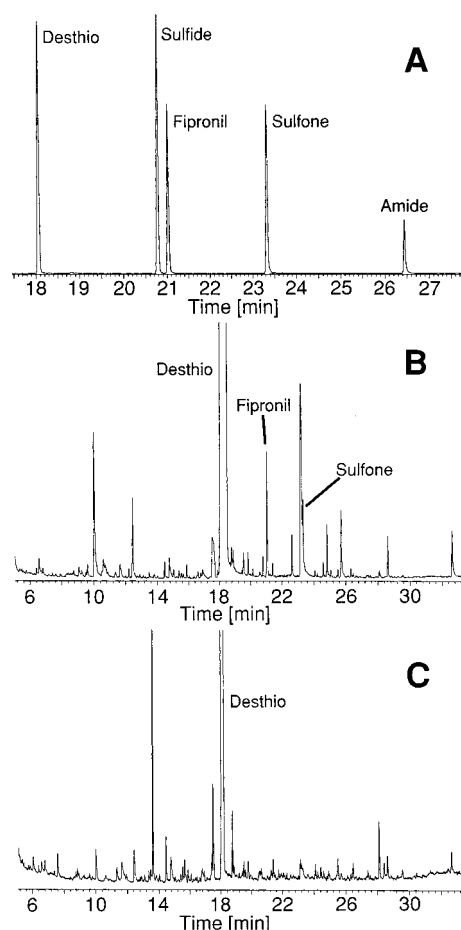 Desthio
Sulfide
A
Fipronil
Sulfone
Amide
18 19 20 21 22 23 24 25 26 27
Time [min]
B
Desthio
Fipronil
Sulfone
6 10 14 18 22 26 30
Time [min]
C
Desthio
6 10 14 18 22 26 30
Time [min]